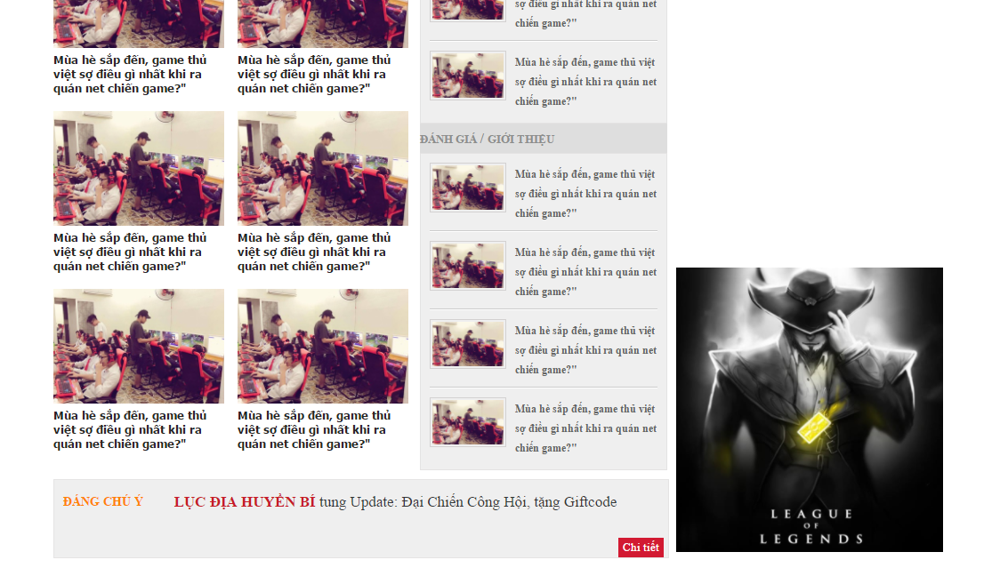 Mùa hè sắp đến, game thủ
việt sợ điều gì nhất khi ra
quán net chiến game?"
Mùa hè sắp đến, game thủ
việt sợ điều gì nhất khi ra
quán net chiến game?"
Mùa hè sắp đến, game thủ
việt sợ điều gì nhất khi ra
quán net chiến game?"
Mùa hè sắp đến, game thủ
việt sợ điều gì nhất khi ra
quán net chiến game?"
Mùa hè sắp đến, game thủ
việt sợ điều gì nhất khi ra
quán net chiến game?"
Mùa hè sắp đến, game thủ
việt sợ điều gì nhất khi ra
quán net chiến game?"
sợ điều gì nhất khi ra quán net
chiến game?"
Mùa hè sắp đến, game thủ việt
sợ điều gì nhất khi ra quán net
chiến game?"
ĐÁNH GIÁ / GIỚI THIỆU
Mùa hè sắp đến, game thủ việt
sợ điều gì nhất khi ra quán net
chiến game?"
Mùa hè sắp đến, game thủ việt
sợ điều gì nhất khi ra quán net
chiến game?"
Mùa hè sắp đến, game thủ việt
sợ điều gì nhất khi ra quán net
chiến game?"
Mùa hè sắp đến, game thủ việt
sợ điều gì nhất khi ra quán net
chiến game?"
ĐÁNG CHÚ Ý
LỤC ĐỊA HUYỀN BÍ tung Update: Đại Chiến Công Hội, tặng Giftcode
Chi tiết
LEAGUE
OF
LEGENDS